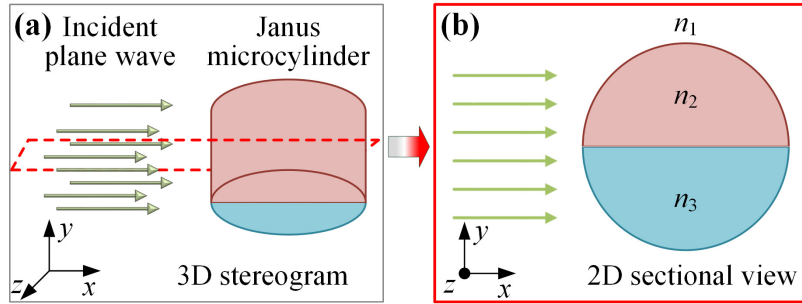 (a) Incident plane wave
Janus microcylinder
y
z
x
3D stereogram
(b)
n1
n2
n3
y
z
x
2D sectional view